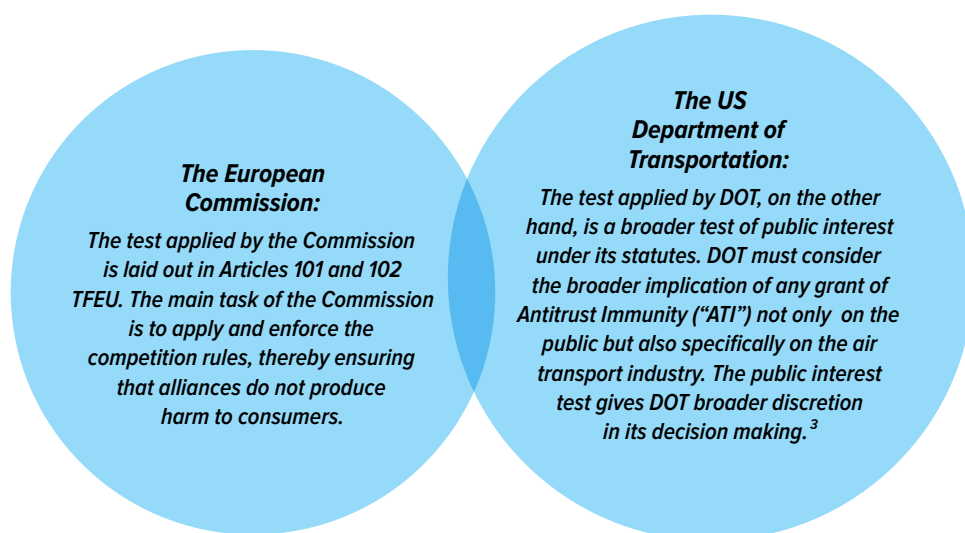 The European
Commission:
The test applied by the Commission
is laid out in Articles 101 and 102
TFEU. The main task of the Commission
is to apply and enforce the
competition rules, thereby ensuring
that alliances do not produce
harm to consumers.
The US
Department of
Transportation:
The test applied by DOT, on the other
hand, is a broader test of public interest
under its statutes. DOT must consider
the broader implication of any grant of
Antitrust Immunity (“ATI”) not only on the
public but also specifically on the air
transport industry. The public interest
test gives DOT broader discretion
in its decision making.³